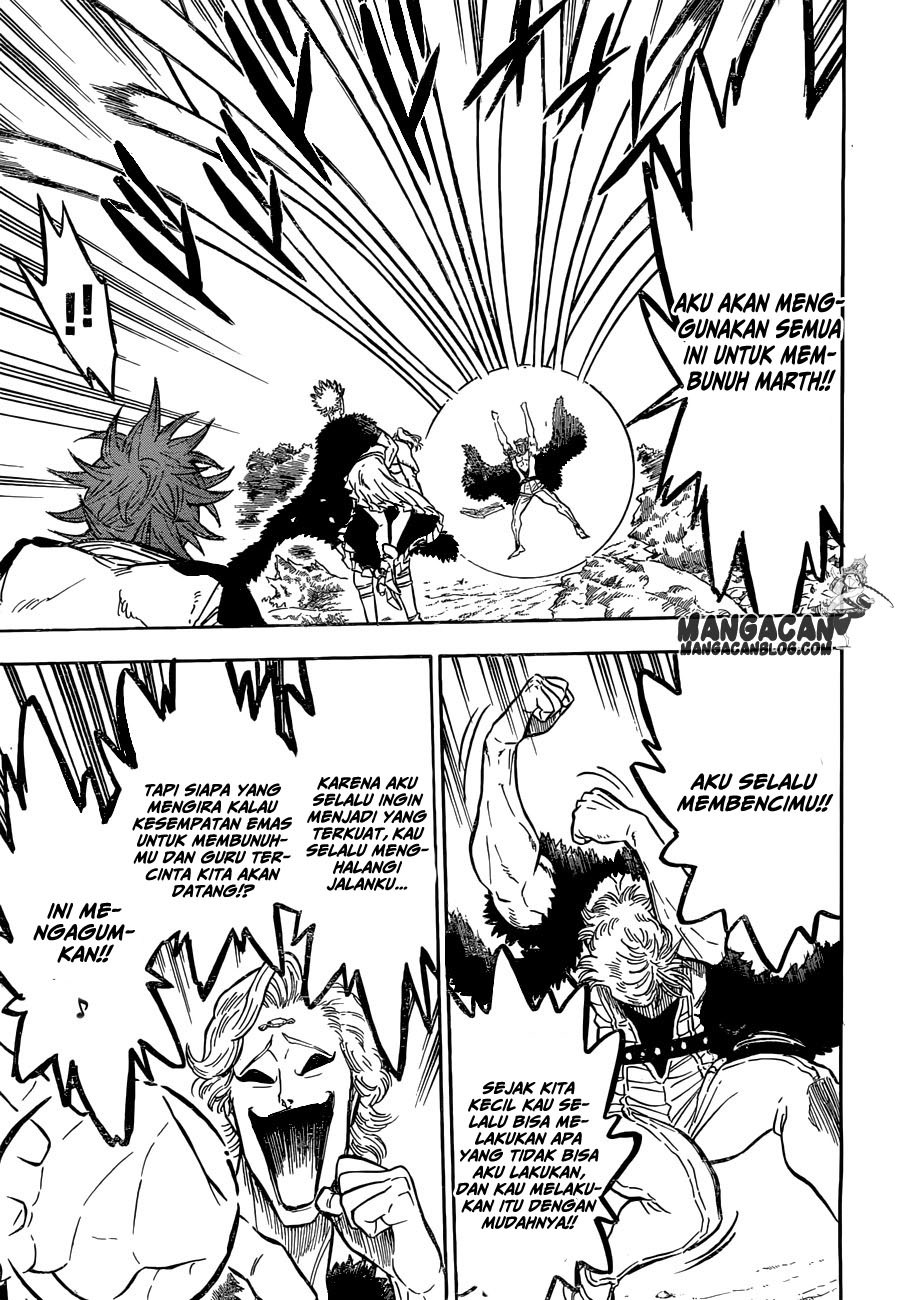 !!
AKU AKAN MENG-
GUNAKAN SEMUA
INI UNTUK MEM-
BUNUH MARTH!!
MANGACAN
MANGACANBLOG.COM
AKU SELALU
MEMBENCIMU!!
SEJAK KITA
KECIL KAU SE-
LALU BISA ME-
LAKUKAN APA
YANG TIDAK BISA
AKU LAKUKAN,
DAN KAU MELAKU-
KAN ITU DENGAN
MUDAHNYA!!
KARENA AKU
SELALU INGIN
MENJADI YANG
TERKUAT, KAU
SELALU MENG-
HALANGI
JALANKU...
TAPI SIAPA YANG
MENGIRA KALAU
KESEMPATAN EMAS
UNTUK MEMBUNUH-
MU DAN GURU TER-
CINTA KITA AKAN
DATANG!?
INI ME-
NGAGUM-
KAN!!
♪